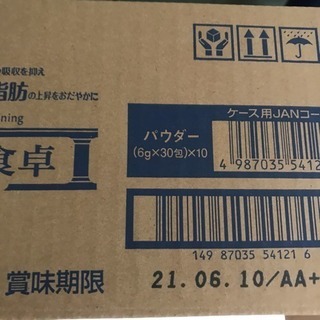 吸収を抑え
脂肪の上昇をおだやかに
ning
食卓
ケース用JANコー
パウダー
(6g×30包)×10
4 987035 5412
149 87035 54121 6
賞味期限 21.06.10/AA+